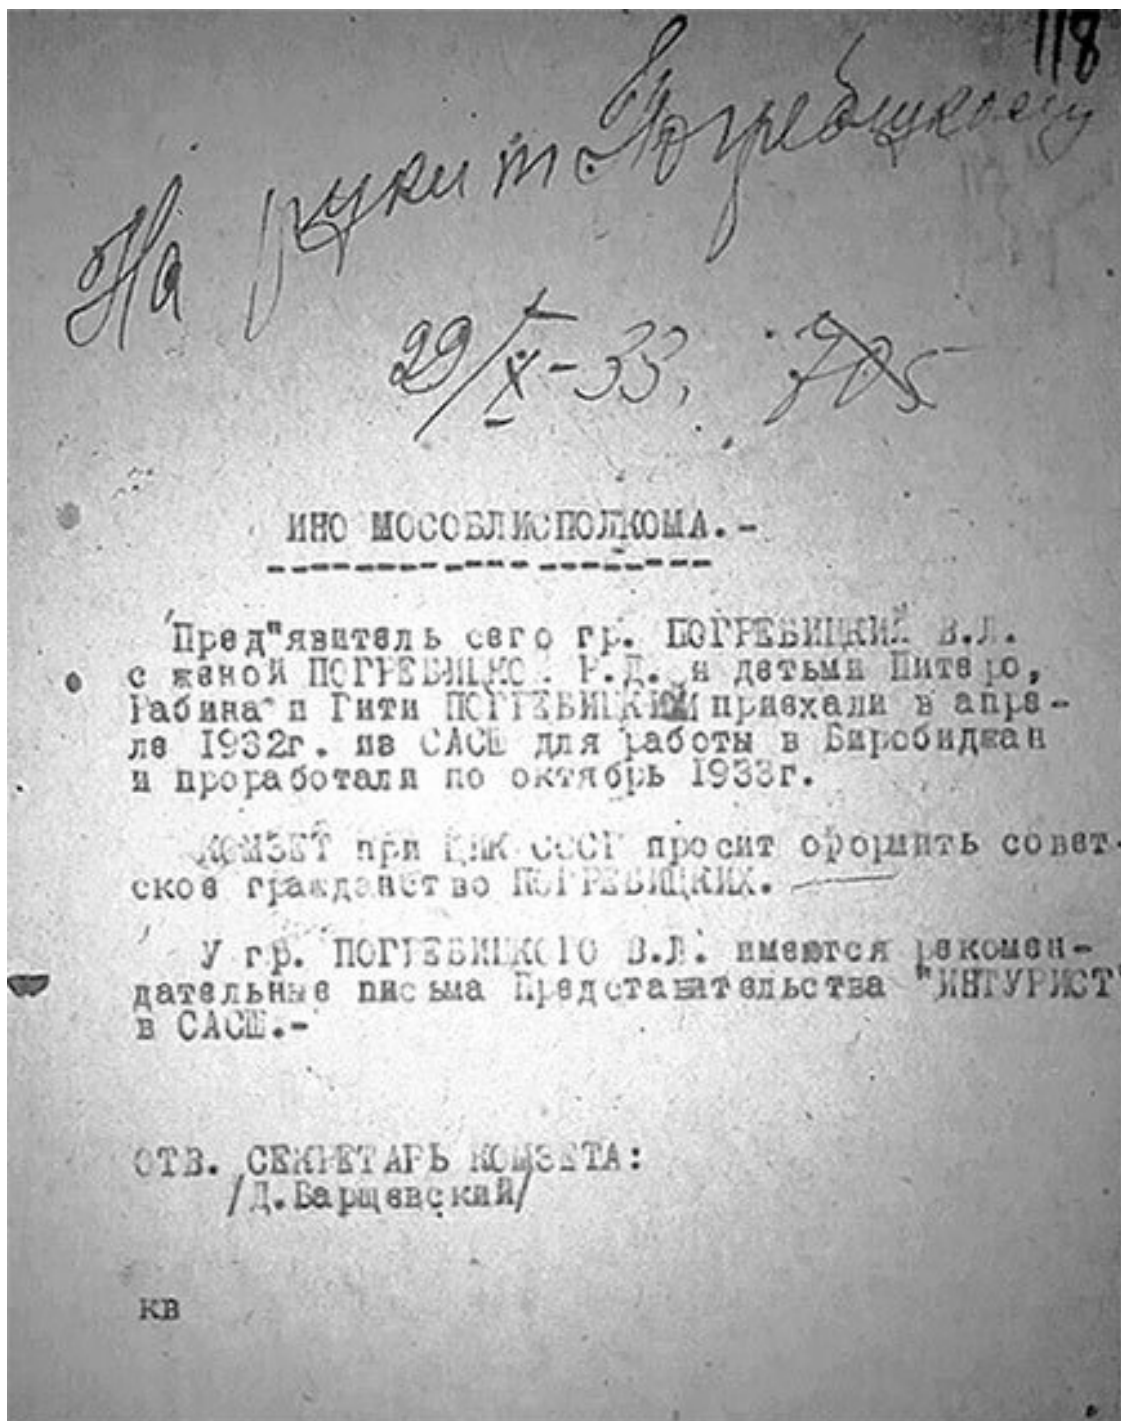 118
На руки т Погребицкому
29/X-33. 705
ИНО МОСОБЛИСПОЛКОМА.-
Пред"явитель сего гр. ПОГРЕБИЦКИЙ В.Л.
с женой ПОГРЕБИЦКОЙ Р.Д. и детьми Питеро,
Рабина и Гити ПОГРЕБИЦКИМИ приехали в апре-
ле 1932г. из САСШ для работы в Биробиджан
и проработали по октябрь 1933г.
КОМЗЕТ при ЦИК СССР просит оформить совет-
ское гражданство ПОГРЕБИЦКИХ.
У гр. ПОГРЕБИЦКОГО В.Л. имеются рекомен-
дательные письма Представительства "ИНТУРИСТ"
в САСШ.-
ОТВ. СЕКРЕТАРЬ КОМЗЕТА:
/Д.Барщевский/
КВ